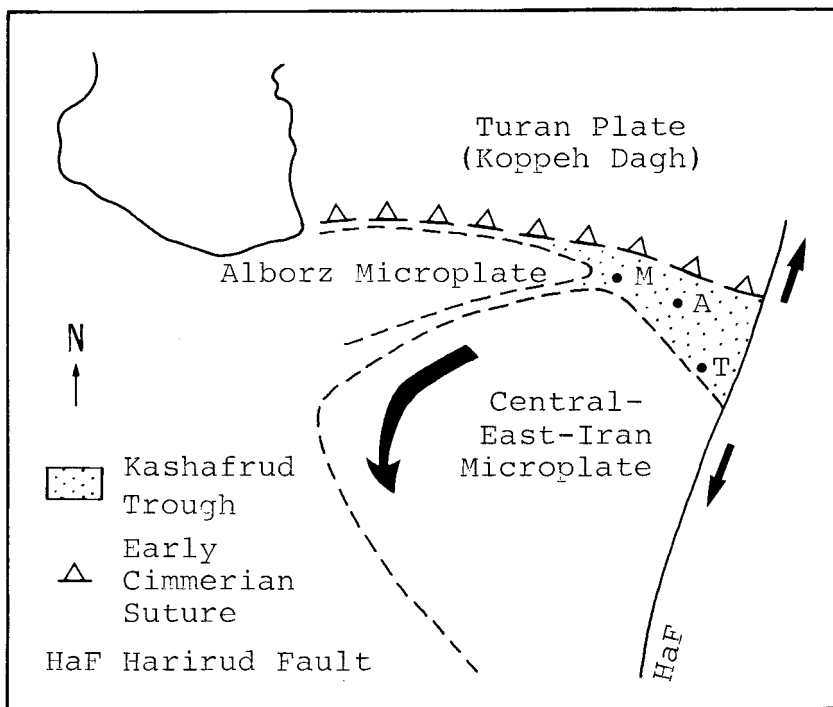 Turan Plate
(Koppeh Dagh)
Alborz Microplate
M
A
T
N
Central-
East-Iran
Microplate
Kashafrud
Trough
Early
Cimmerian
Suture
HaF Harirud Fault
HaF